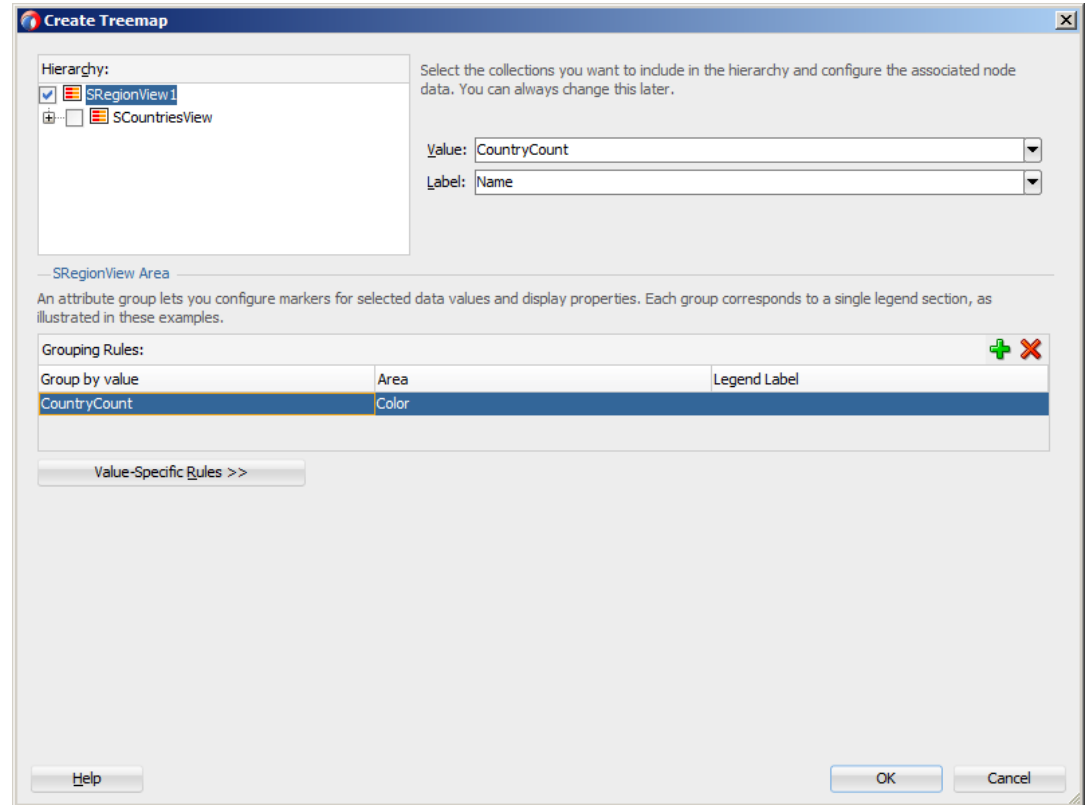 Create Treemap
Hierarchy:
SRegionView1
SCountriesView
Select the collections you want to include in the hierarchy and configure the associated node
data. You can always change this later.
Value: CountryCount
Label: Name
SRegionView Area
An attribute group lets you configure markers for selected data values and display properties. Each group corresponds to a single legend section, as
illustrated in these examples.
Grouping Rules:
Group by value Area Legend Label
CountryCount Color
Value-Specific Rules >>
Help OK Cancel